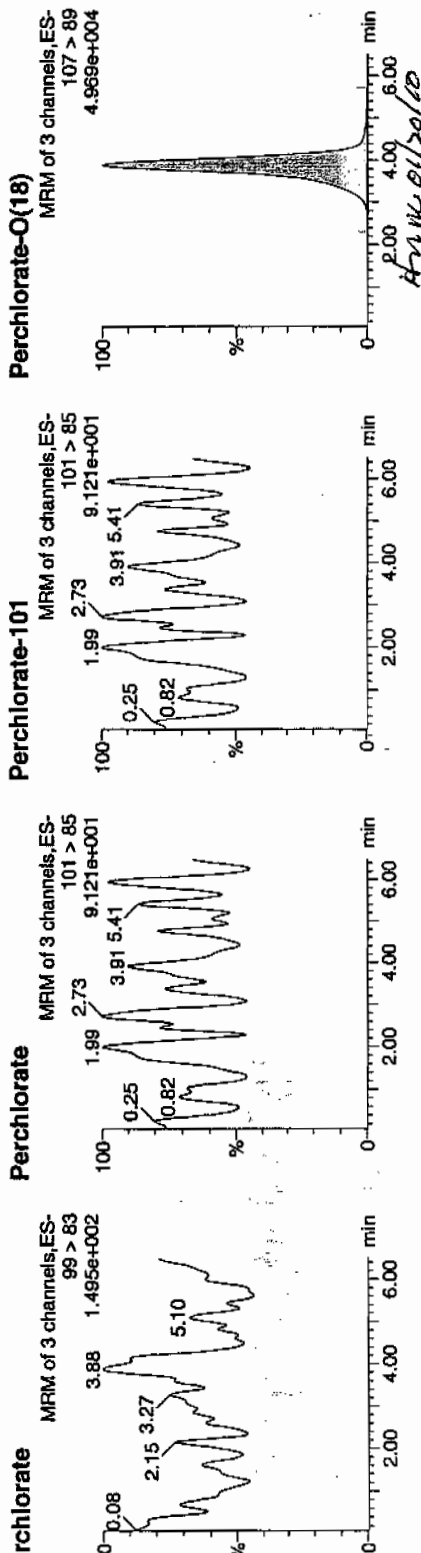 rchlorate
MRM of 3 channels,ES-
99 > 83
1.495e+002
0.08
2.15
3.27
3.88
5.10
%
0
2.00
4.00
6.00
min
Perchlorate
MRM of 3 channels,ES-
101 > 85
9.121e+001
100
0.25
0.82
1.99
2.73
3.91
5.41
%
0
2.00
4.00
6.00
min
Perchlorate-101
MRM of 3 channels,ES-
101 > 85
9.121e+001
100
0.25
0.82
1.99
2.73
3.91
5.41
%
0
2.00
4.00
6.00
min
Perchlorate-O(18)
MRM of 3 channels,ES-
107 > 89
4.969e+004
100
%
0
2.00
4.00
6.00
min
01/20/10